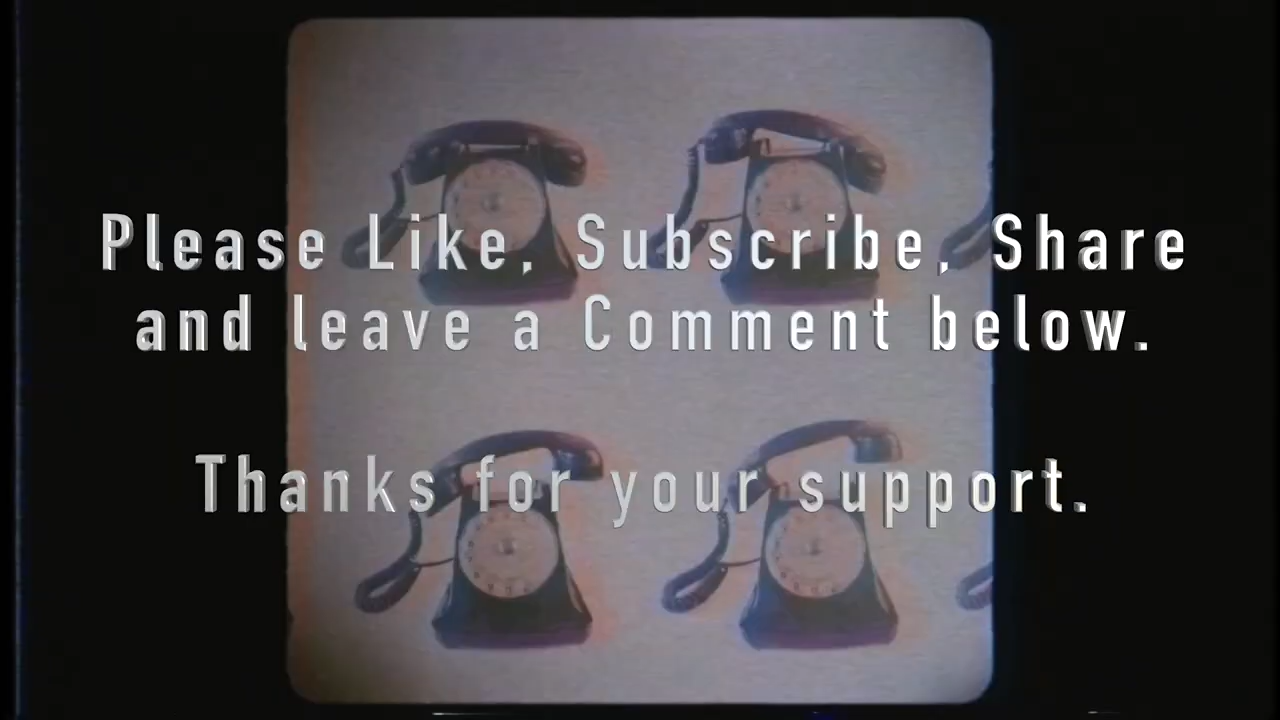 Please Like, Subscribe, Share
and leave a Comment below.
Thanks for your support.